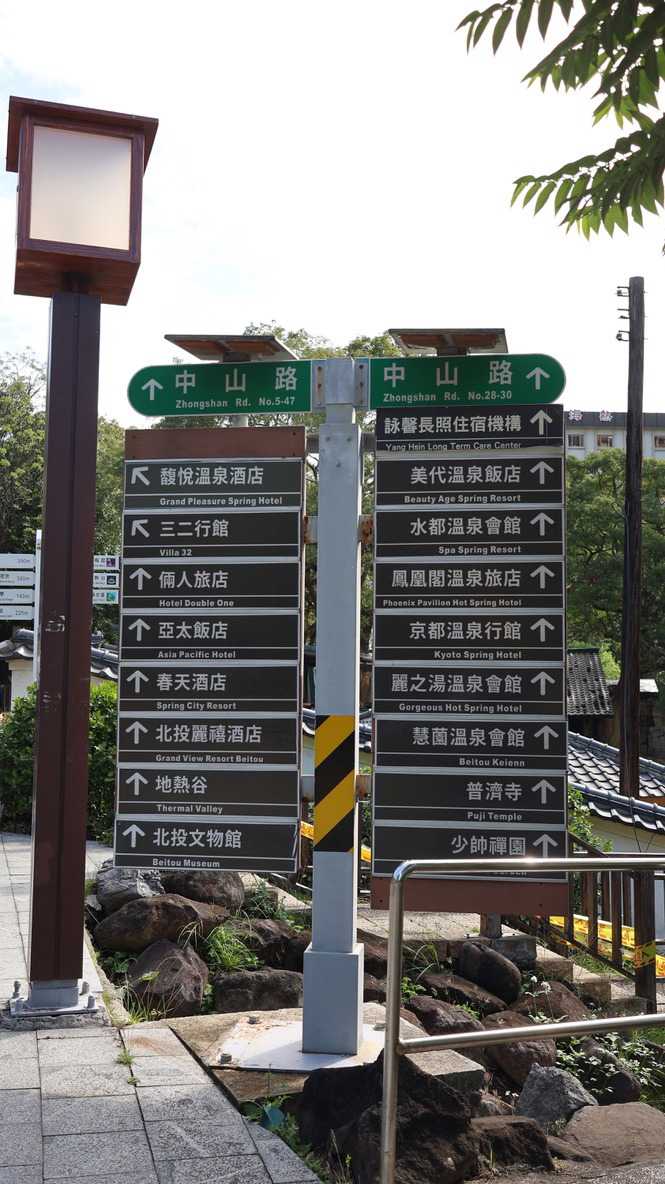 中山路
Zhongshan Rd. No.5-47
馥悅溫泉酒店
Grand Pleasure Spring Hotel
三二行館
Villa 32
倆人旅店
Hotel Double One
亞太飯店
Asia Pacific Hotel
春天酒店
Spring City Resort
北投麗禧酒店
Grand View Resort Beitou
地熱谷
Thermal Valley
北投文物館
Beitou Museum
中山路
Zhongshan Rd. No.28-30
詠馨長照住宿機構
Yang Hsin Long Term Care Center
美代溫泉飯店
Beauty Age Spring Resort
水都溫泉會館
Spa Spring Resort
鳳凰閣溫泉旅店
Phoenix Pavilion Hot Spring Hotel
京都溫泉行館
Kyoto Spring Hotel
麗之湯溫泉會館
Gorgeous Hot Spring Hotel
慧薗溫泉會館
Beitou Keienn
普濟寺
Puji Temple
少帥禪園